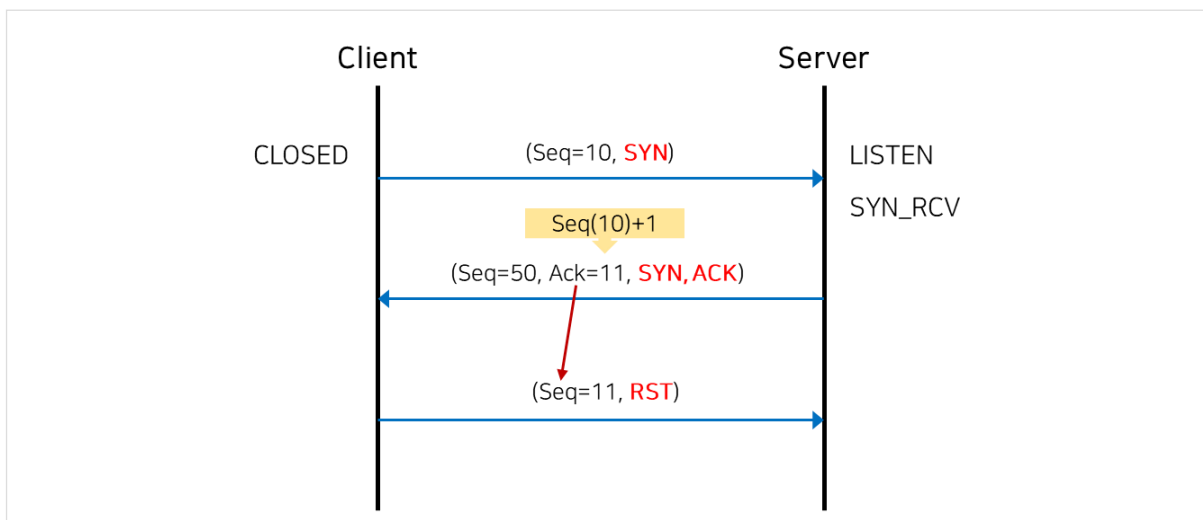 Client
Server
CLOSED
(Seq=10, SYN)
LISTEN
SYN_RCV
Seq(10)+1
(Seq=50, Ack=11, SYN, ACK)
(Seq=11, RST)